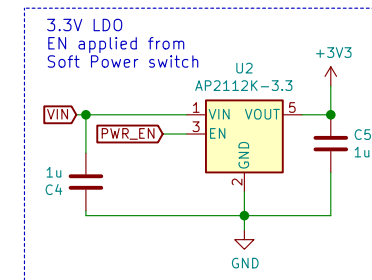 3.3V LDO
EN applied from
Soft Power switch
+3V3
U2
AP2112K-3.3
VIN
1
VIN
VOUT
5
PWR_EN
3
EN
C5
1u
GND
2
1u
C4
GND